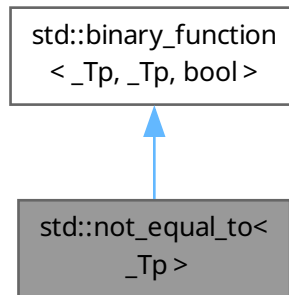 std::binary_function
< _Tp, _Tp, bool >
std::not_equal_to<
_Tp >